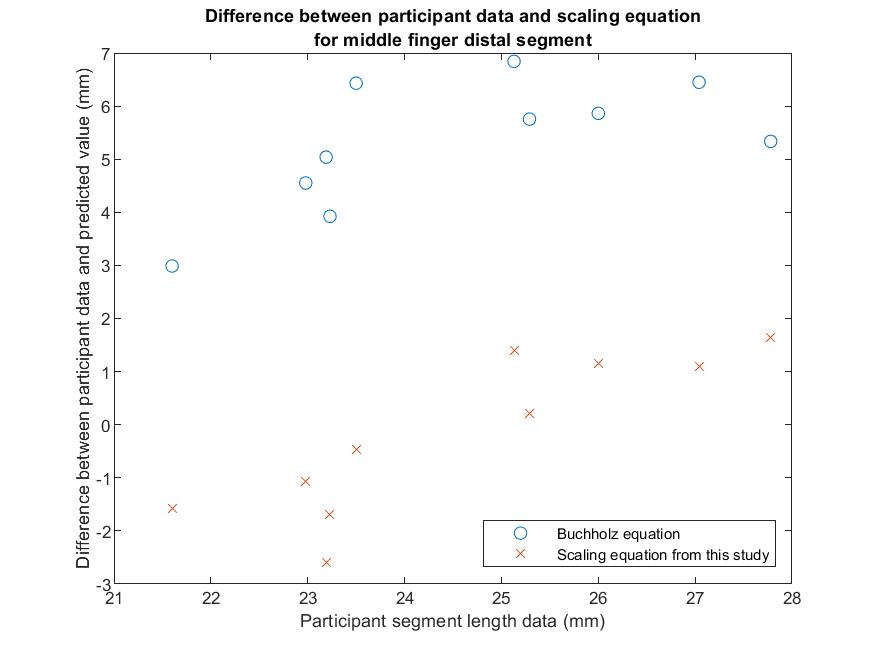 Difference between participant data and scaling equation
for middle finger distal segment
Difference between participant data and predicted value (mm)
7
6
5
4
3
2
1
0
-1
-2
-3
Buchholz equation
Scaling equation from this study
21 22 23 24 25 26 27 28
Participant segment length data (mm)